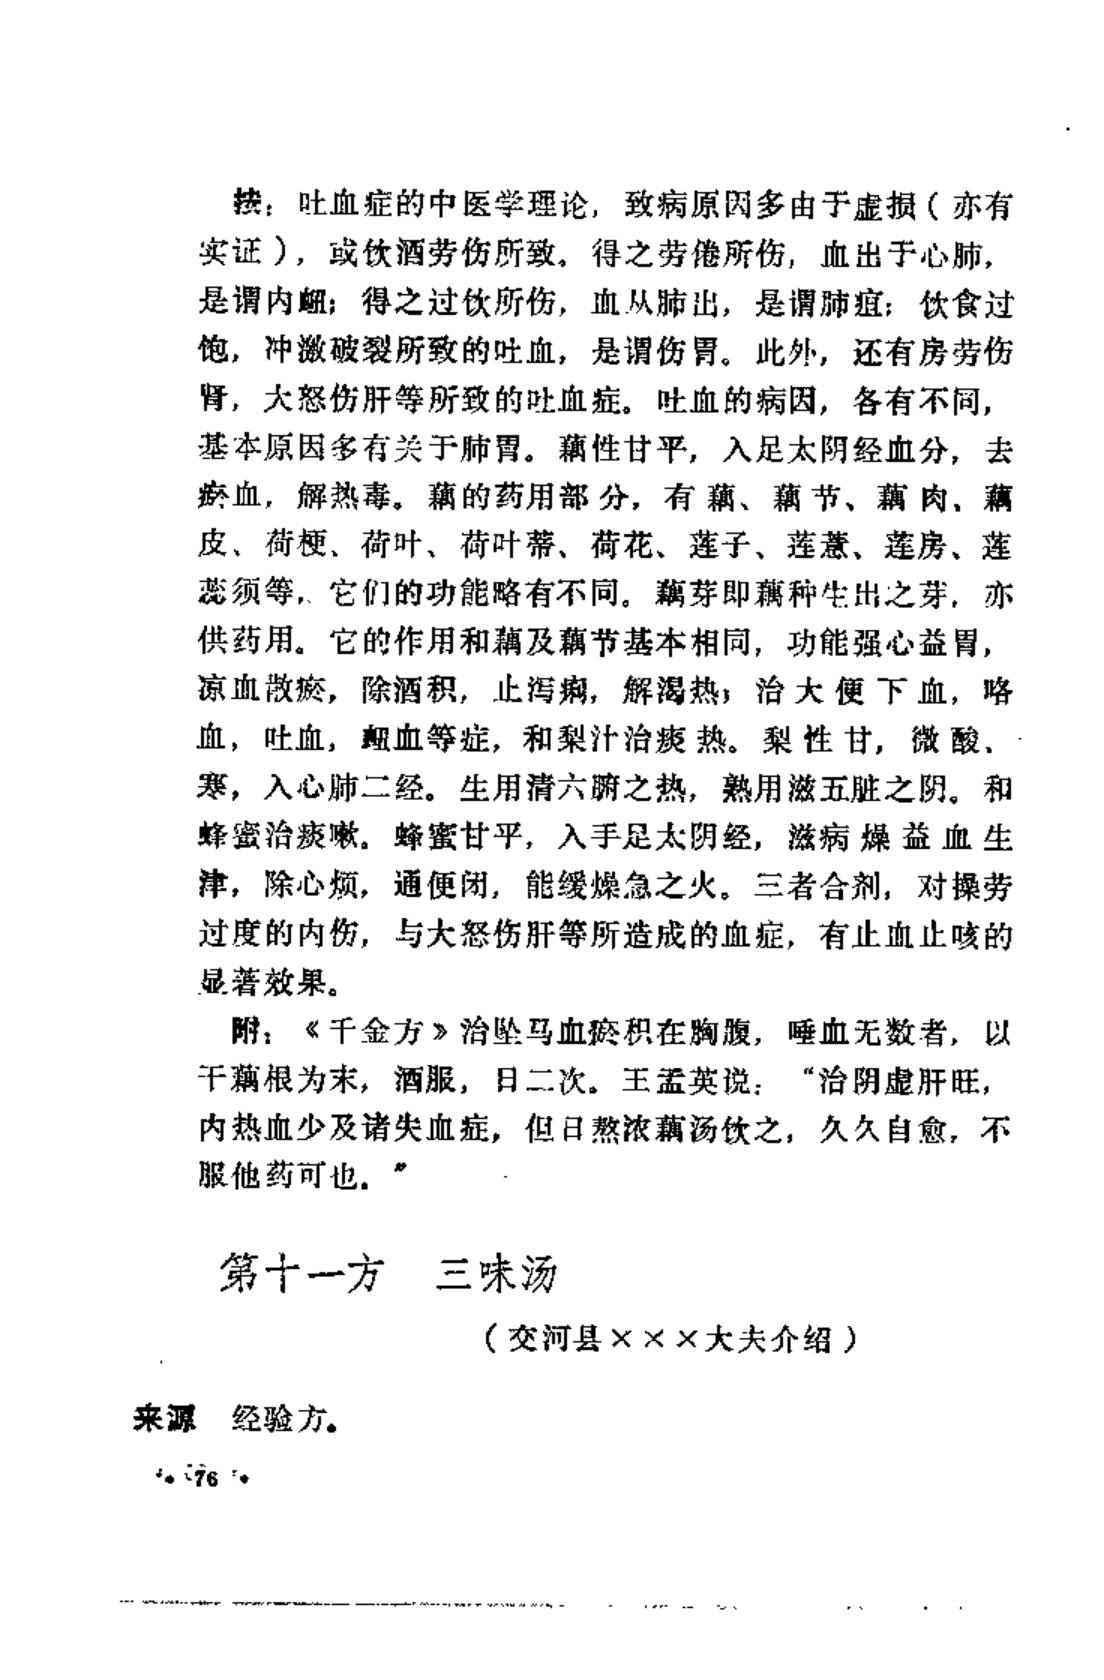 按：吐血症的中医学理论，致病原因多由于虚损（亦有
实证），或饮酒劳伤所致。得之劳倦所伤，血出于心肺，
是谓内衄；得之过饮所伤，血从肺出，是谓肺疽；饮食过
饱，冲激破裂所致的吐血，是谓伤胃。此外，还有房劳伤
肾，大怒伤肝等所致的吐血症。吐血的病因，各有不同，
基本原因多有关于肺胃。藕性甘平，入足太阴经血分，去
瘀血，解热毒。藕的药用部分，有藕、藕节、藕肉、藕
皮、荷梗、荷叶、荷叶蒂、荷花、莲子、莲薏、莲房、莲
蕊须等，它们的功能略有不同。藕芽即藕种生出之芽，亦
供药用。它的作用和藕及藕节基本相同，功能强心益胃，
凉血散瘀，除酒积，止泻痢，解渴热；治大便下血，咯
血，吐血，衄血等症，和梨汁治痰热。梨性甘，微酸、
寒，入心肺二经。生用清六腑之热，熟用滋五脏之阴。和
蜂蜜治痰嗽。蜂蜜甘平，入手足太阴经，滋病燥益血生
津，除心烦，通便闭，能缓燥急之火。三者合剂，对操劳
过度的内伤，与大怒伤肝等所造成的血症，有止血止咳的
显著效果。
附：《千金方》治坠马血瘀积在胸腹，唾血无数者，以
干藕根为末，酒服，日二次。王孟英说：“治阴虚肝旺，
内热血少及诸失血症，但日熬浓藕汤饮之，久久自愈，不
服他药可也。”
第十一方 三味汤
（交河县×××大夫介绍）
来源 经验方。
76